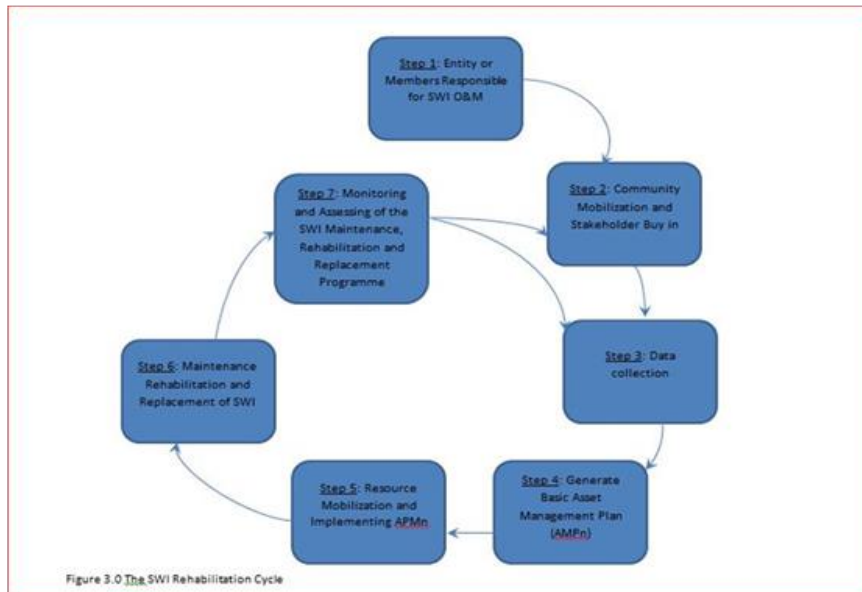 Step 1: Entity or
Members Responsible
for SWI O&M
Step 2: Community
Mobilization and
Stakeholder Buy in
Step 3: Data
collection
Step 4: Generate
Basic Asset
Management Plan
(AMPn)
Step 5: Resource
Mobilization and
Implementing APMn
Step 6: Maintenance
Rehabilitation and
Replacement of SWI
Step 7: Monitoring
and Assessing of the
SWI Maintenance,
Rehabilitation and
Replacement
Programme
Figure 3.0 The SWI Rehabilitation Cycle